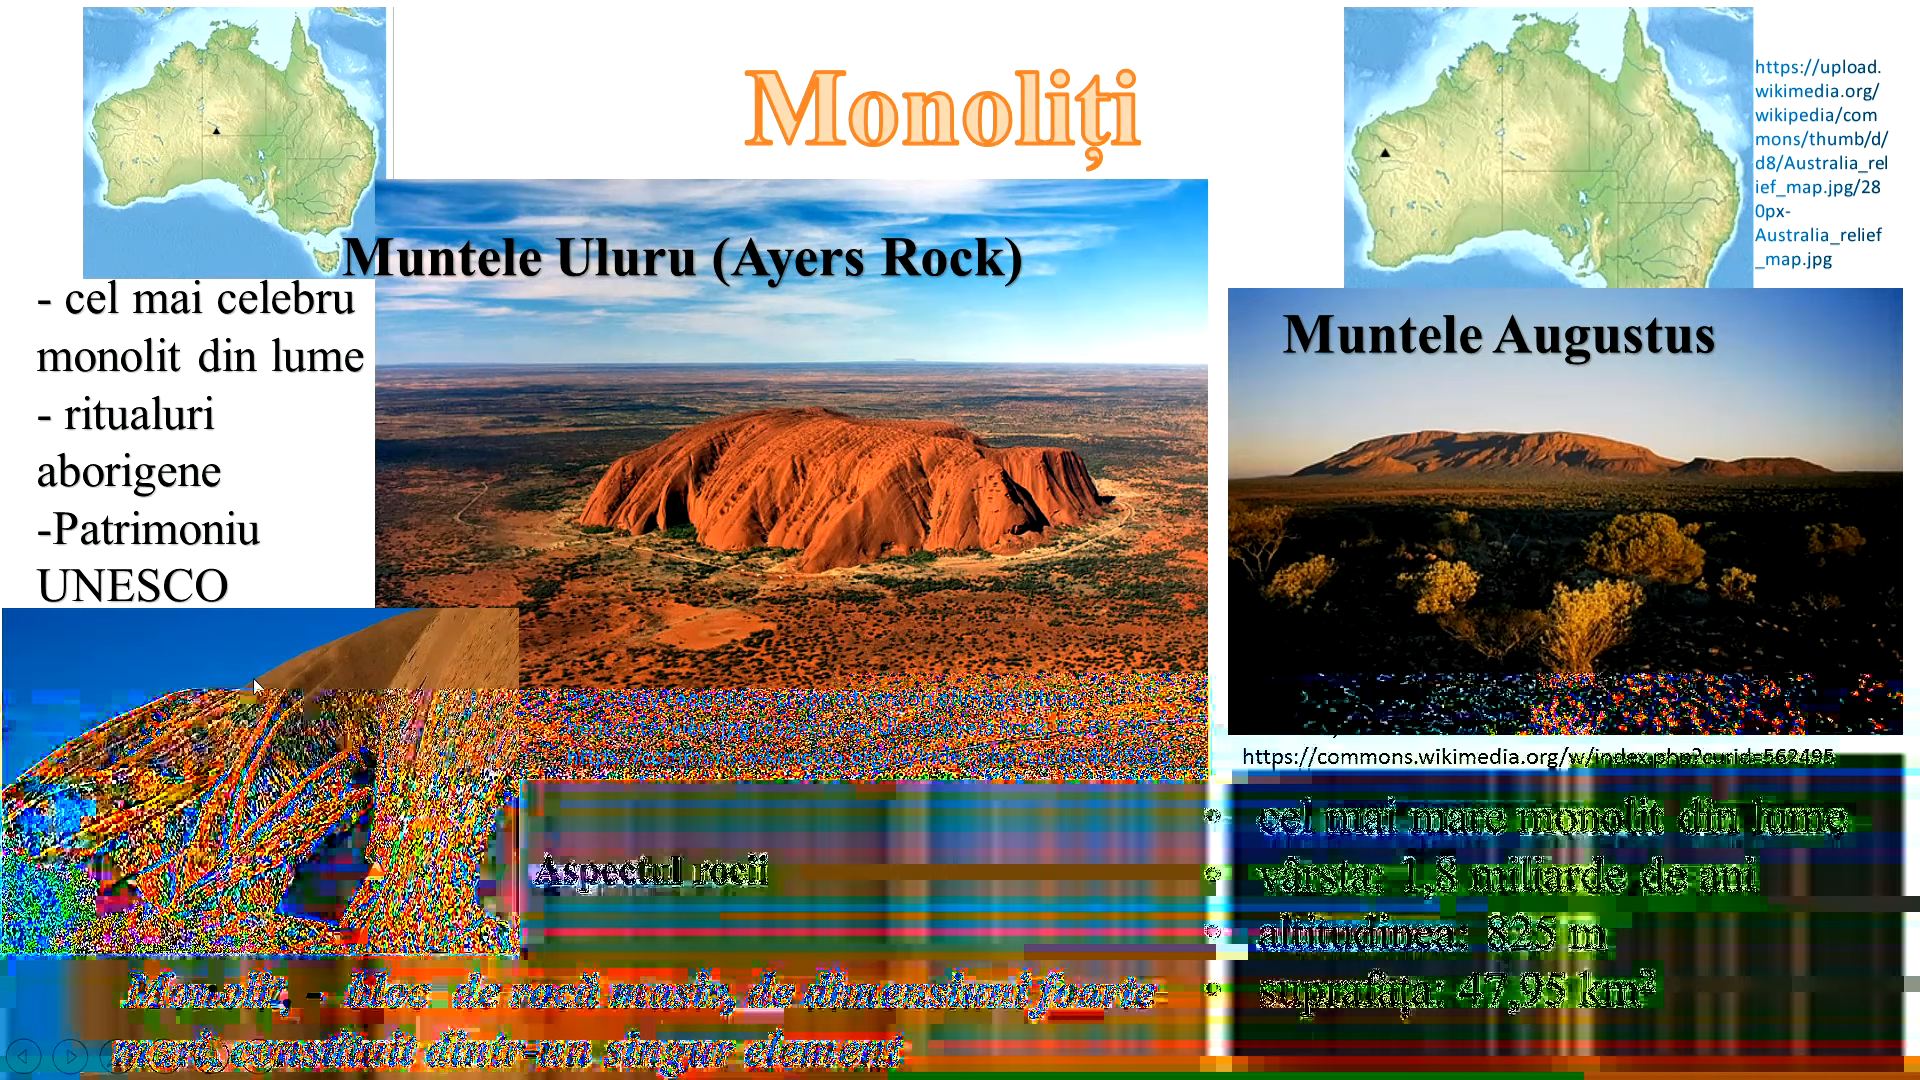 Monoliți
https://upload.
wikimedia.org/
wikipedia/com
mons/thumb/d/
d8/Australia_rel
ief_map.jpg/28
0px-
Australia_relief
_map.jpg
Muntele Uluru (Ayers Rock)
- cel mai celebru
monolit din lume
- ritualuri
aborigene
-Patrimoniu
UNESCO
Muntele Augustus
https://commons.wikimedia.org/w/index.php?curid=562495
Aspectul rocii
• cel mai mare monolit din lume
• vârsta: 1,8 miliarde de ani
• altitudinea: 825 m
• suprafața: 47,95 km²
Monolit, - bloc de rocă masiv, de dimensiuni foarte
mari, consituit dintr-un singur element